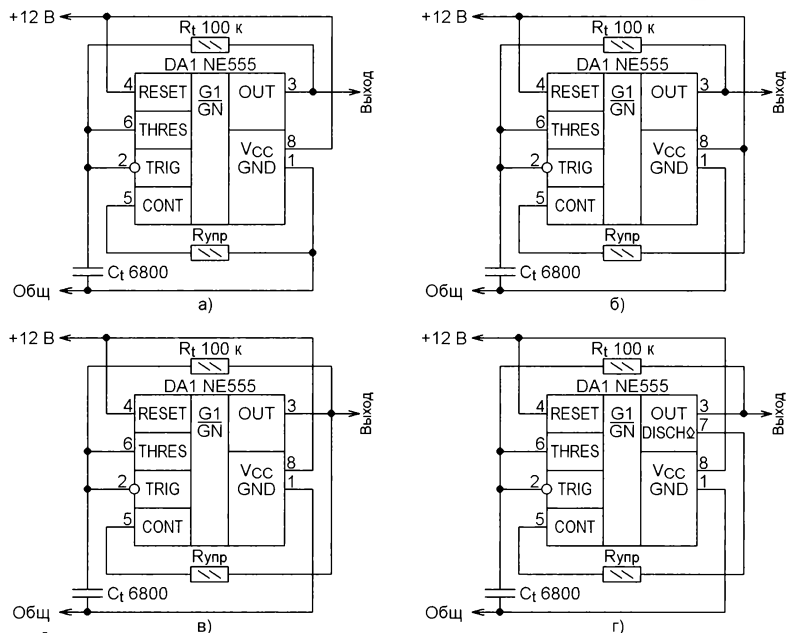 +12 В
Rt 100 к
DA1 NE555
4
RESET
G1
GN
OUT
3
Выход
6
THRES
2
TRIG
VCC
8
GND
1
5
CONT
Rупр
Ct 6800
Общ
а)
+12 В
Rt 100 к
DA1 NE555
4
RESET
G1
GN
OUT
3
Выход
6
THRES
2
TRIG
VCC
8
GND
1
5
CONT
Rупр
Ct 6800
Общ
б)
+12 В
Rt 100 к
DA1 NE555
4
RESET
G1
GN
OUT
3
Выход
6
THRES
2
TRIG
VCC
8
GND
1
5
CONT
Rупр
Ct 6800
Общ
в)
+12 В
Rt 100 к
DA1 NE555
4
RESET
G1
GN
OUT
3
Выход
DISCH
7
6
THRES
2
TRIG
VCC
8
GND
1
5
CONT
Rупр
Ct 6800
Общ
г)